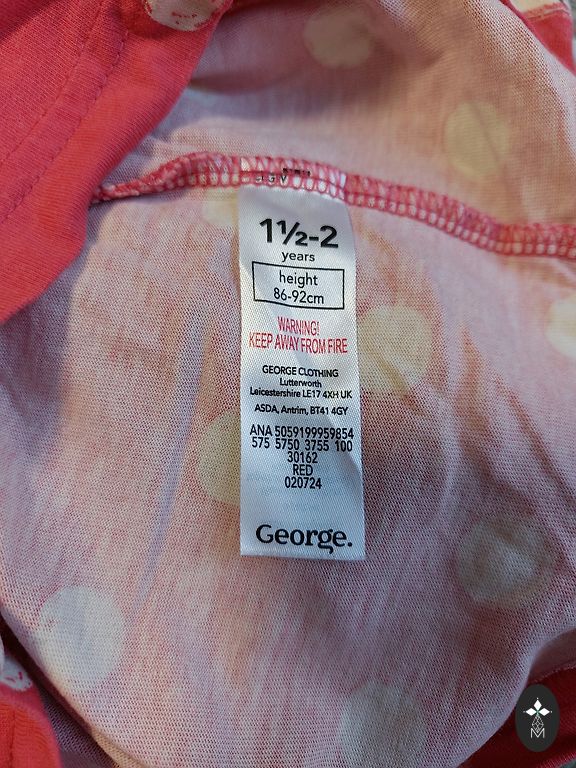 1½-2
years
height
86-92cm
WARNING!
KEEP AWAY FROM FIRE
GEORGE CLOTHING
Lutterworth
Leicestershire LE17 4XH UK
ASDA, Antrim, BT41 4GY
ANA 5059199959854
575 5750 3755 100
30162
RED
020724
George.